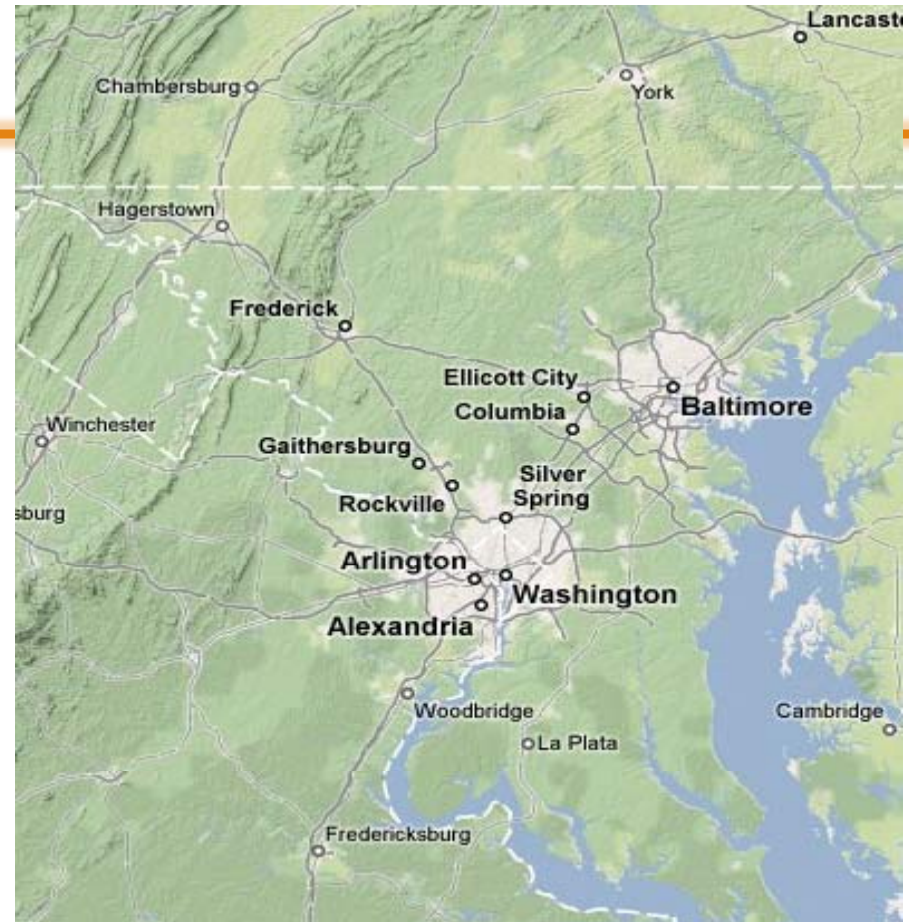 Lancaste
Chambersburg
York
Hagerstown
Frederick
Ellicott City
Columbia
Baltimore
Winchester
Gaithersburg
Silver
Spring
Rockville
sburg
Arlington
Washington
Alexandria
Woodbridge
Cambridge
La Plata
Fredericksburg